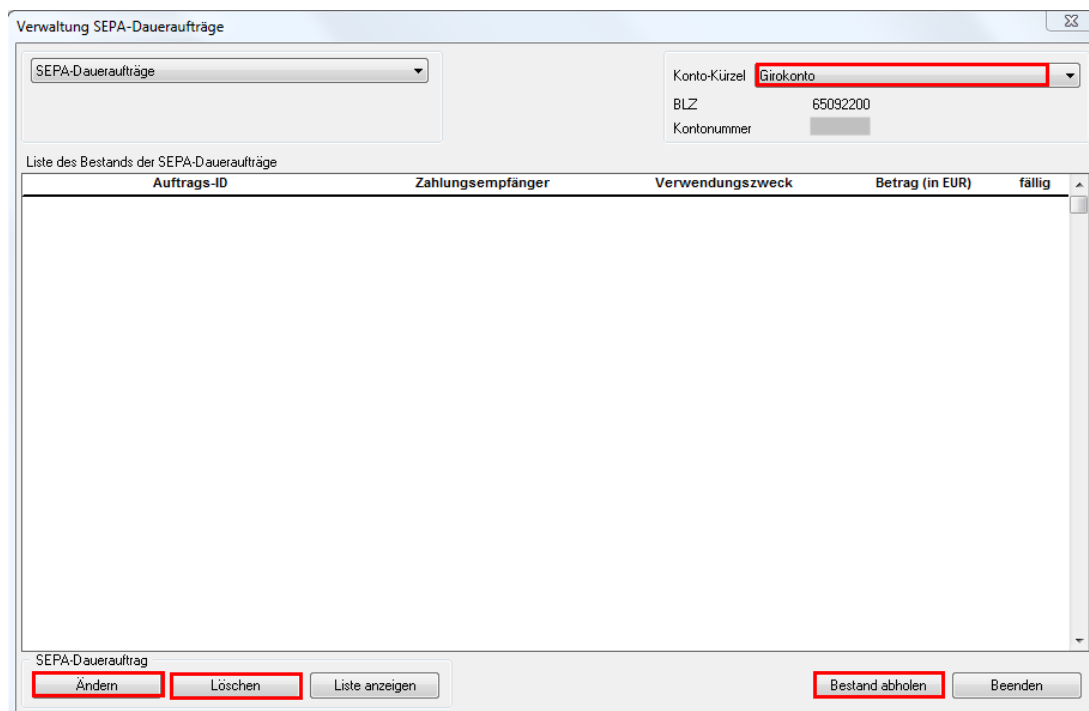 Verwaltung SEPA-Daueraufträge
SEPA-Daueraufträge
Konto-Kürzel Girokonto
BLZ 65092200
Kontonummer
Liste des Bestands der SEPA-Daueraufträge
Auftrags-ID Zahlungsempfänger Verwendungszweck Betrag (in EUR) fällig
SEPA-Dauerauftrag
Ändern Löschen Liste anzeigen Bestand abholen Beenden